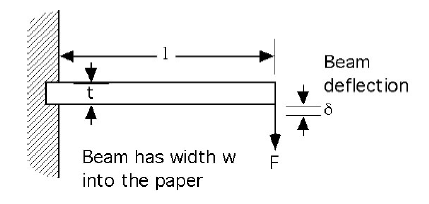 l
Beam
deflection
t
δ
Beam has width w
into the paper
F